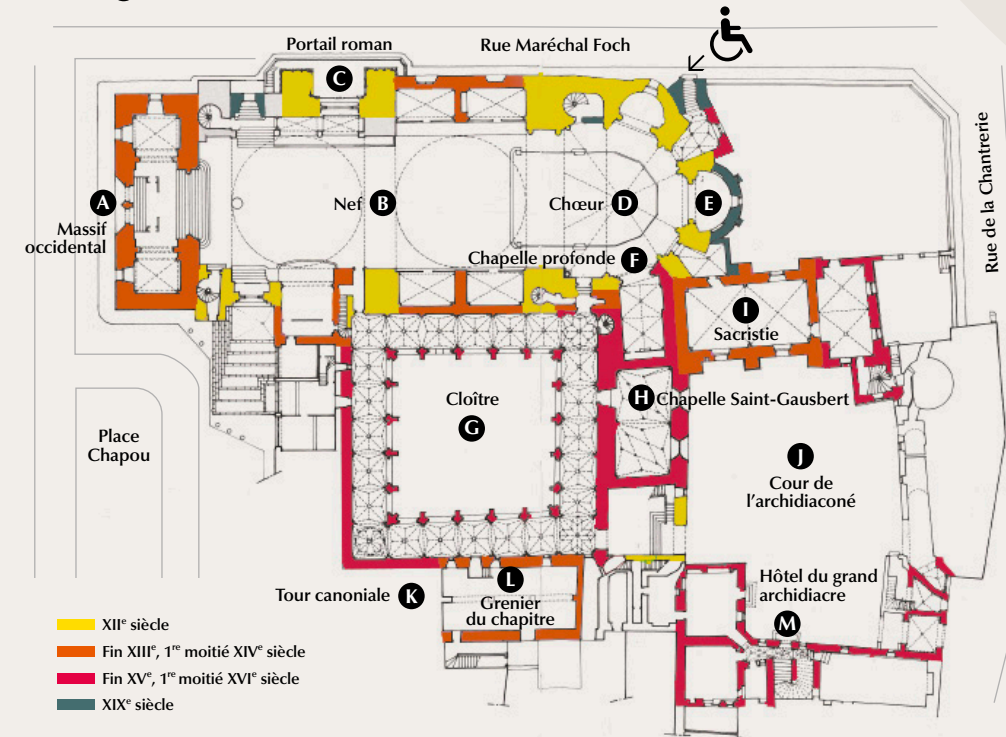 Portail roman
C
Rue Maréchal Foch
Rue de la Chantrerie
A
Massif
occidental
Nef B
Chœur D
E
Chapelle profonde F
I
Sacristie
H Chapelle Saint-Gausbert
Cloître
G
Place
Chapou
J
Cour de
l'archidiaconé
Tour canoniale K
L
Grenier
du chapitre
Hôtel du grand
archidiacre
M
XIIe siècle
Fin XIIIe, 1re moitié XIVe siècle
Fin XVe, 1re moitié XVIe siècle
XIXe siècle